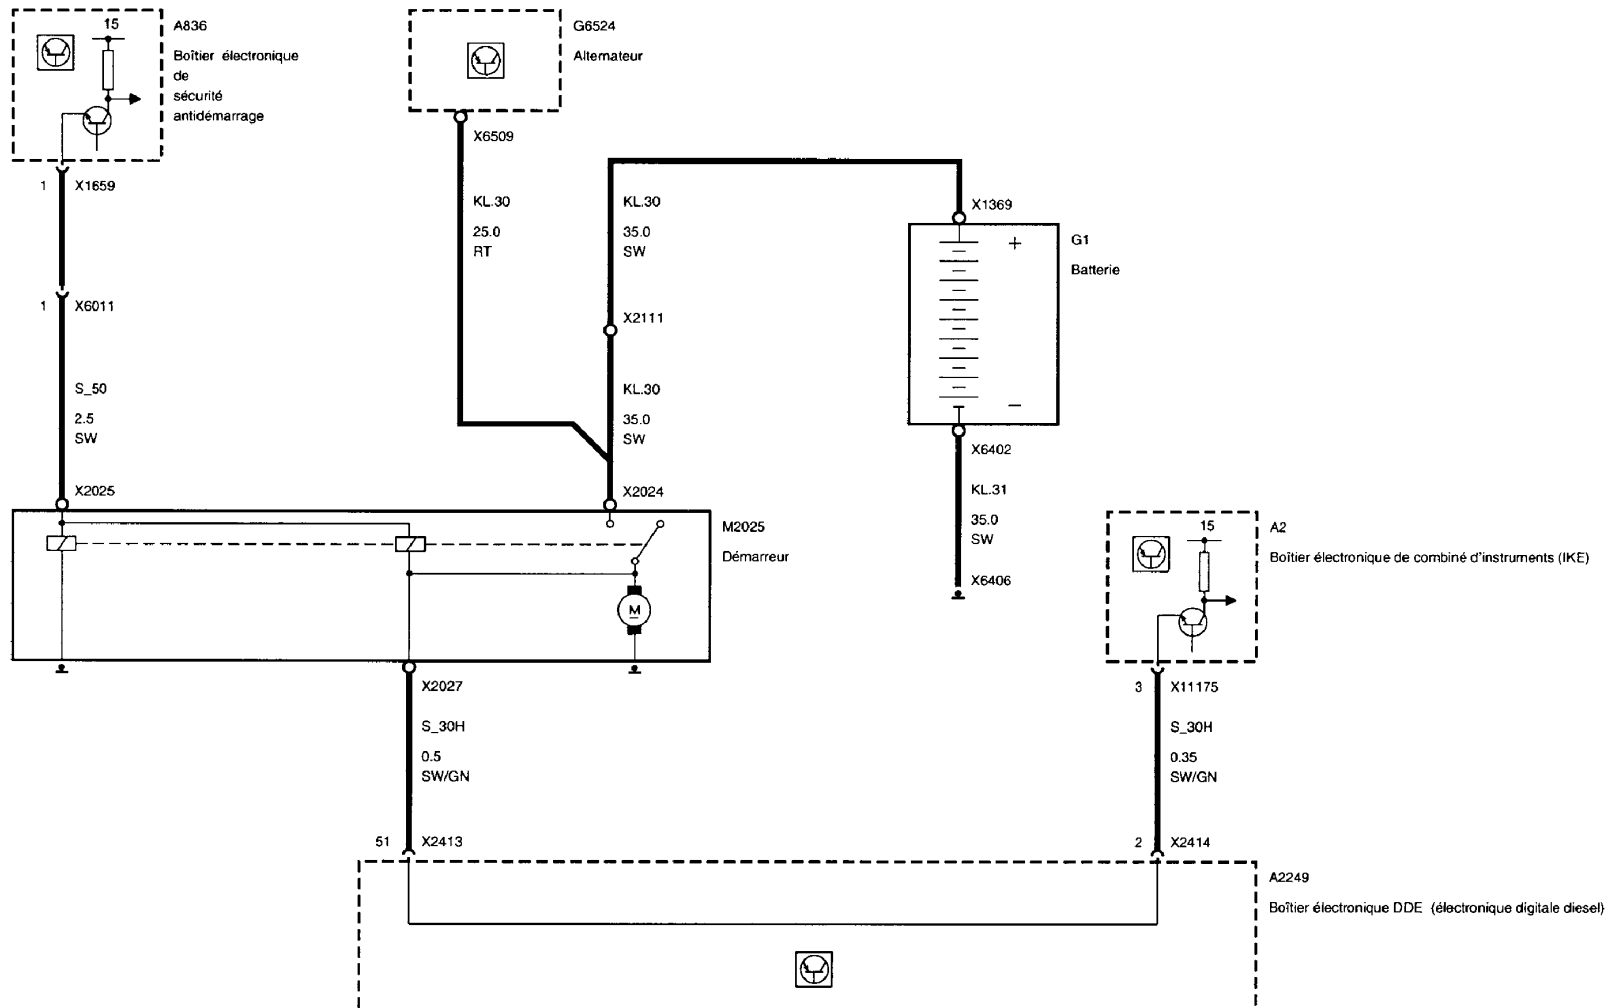 15
A836
Boîtier électronique
de
sécurité
antidémarrage
1
X1659
1
X6011
S_50
2.5
SW
X2025
G6524
Alternateur
X6509
KL.30
25.0
RT
KL.30
35.0
SW
X2111
KL.30
35.0
SW
X2024
X1369
+
G1
Batterie
–
X6402
KL.31
35.0
SW
X6406
M2025
Démarreur
M
X2027
S_30H
0.5
SW/GN
51
X2413
15
A2
Boîtier électronique de combiné d'instruments (IKE)
3
X11175
S_30H
0.35
SW/GN
2
X2414
A2249
Boîtier électronique DDE (électronique digitale diesel)